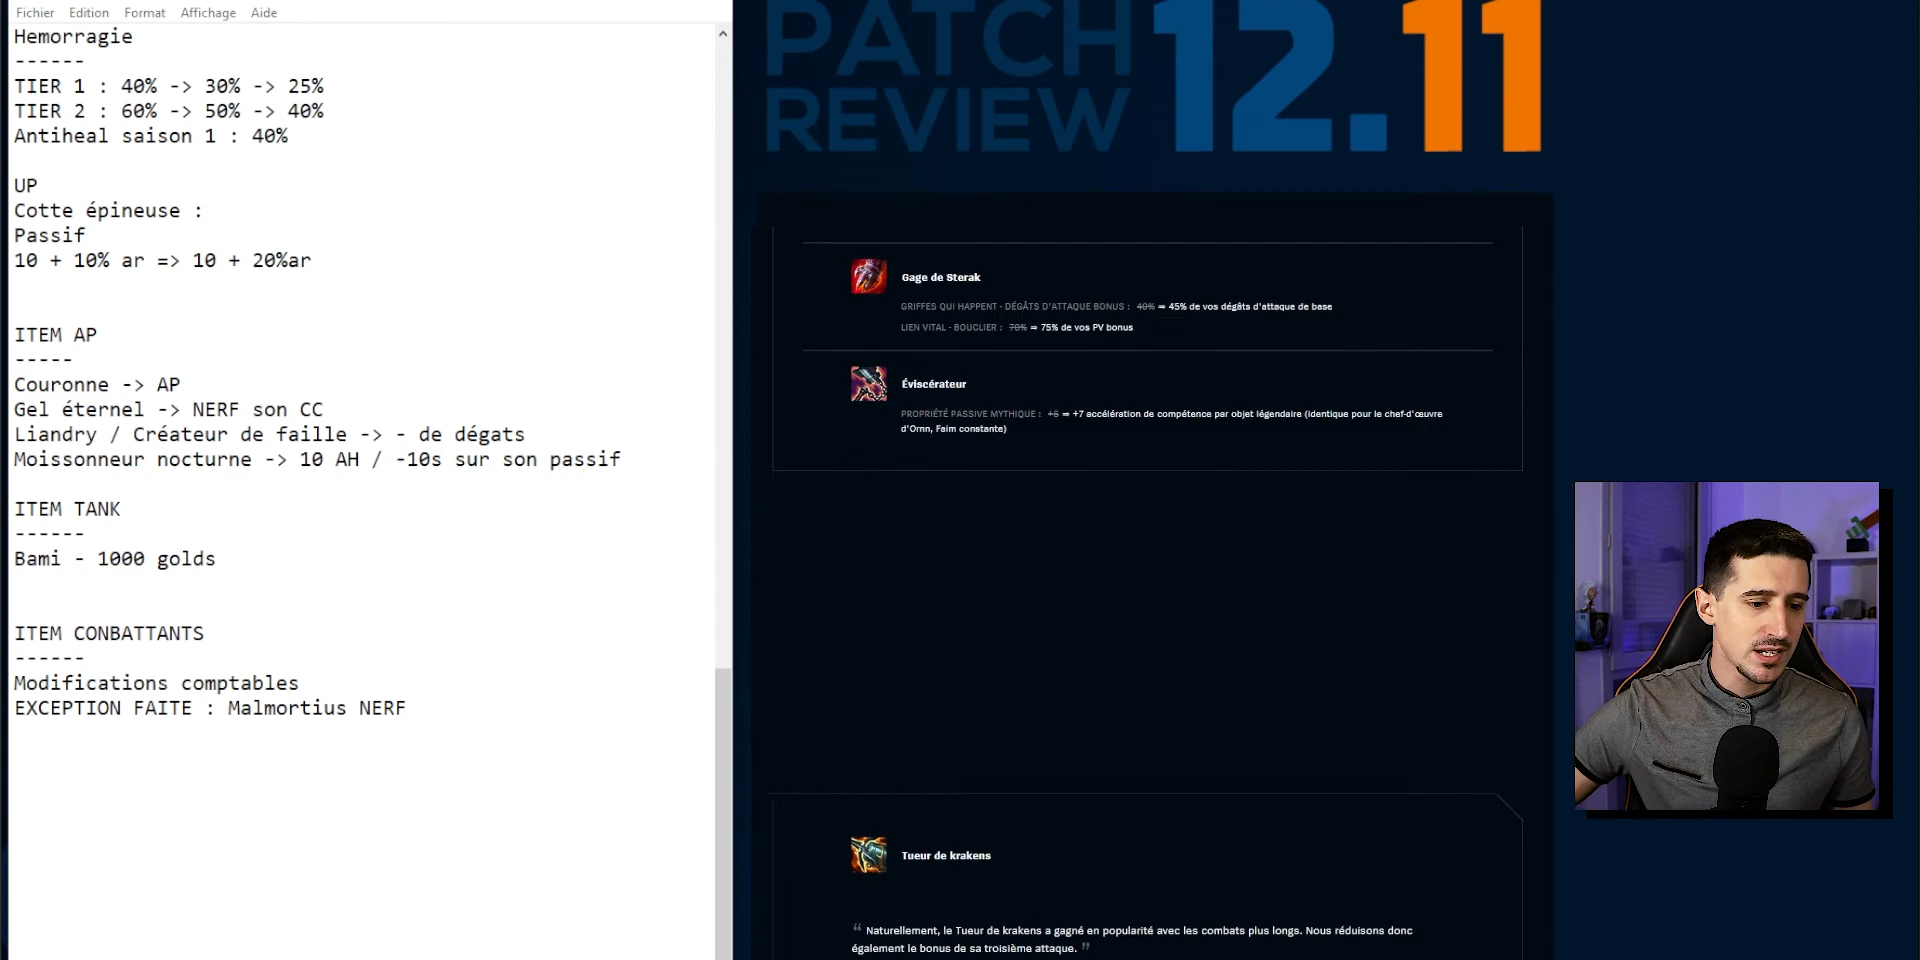 Fichier Edition Format Affichage Aide
Hemorragie
------
TIER 1 : 40% -> 30% -> 25%
TIER 2 : 60% -> 50% -> 40%
Antiheal saison 1 : 40%
UP
Cotte épineuse :
Passif
10 + 10% ar => 10 + 20%ar
ITEM AP
-----
Couronne -> AP
Gel éternel -> NERF son CC
Liandry / Créateur de faille -> - de dégats
Moissonneur nocturne -> 10 AH / -10s sur son passif
ITEM TANK
------
Bami - 1000 golds
ITEM CONBATTANTS
------
Modifications comptables
EXCEPTION FAITE : Malmortius NERF
PATCH
REVIEW
12.11
Gage de Sterak
GRIFFES QUI HAPPENT - DÉGÂTS D'ATTAQUE BONUS : 40% ⇒ 45% de vos dégâts d'attaque de base
LIEN VITAL - BOUCLIER : 70% ⇒ 75% de vos PV bonus
Éviscérateur
PROPRIÉTÉ PASSIVE MYTHIQUE : +5 ⇒ +7 accélération de compétence par objet légendaire (identique pour le chef-d'œuvre
d'Ornn, Faim constante)
Tueur de krakens
“ Naturellement, le Tueur de krakens a gagné en popularité avec les combats plus longs. Nous réduisons donc
également le bonus de sa troisième attaque. ”